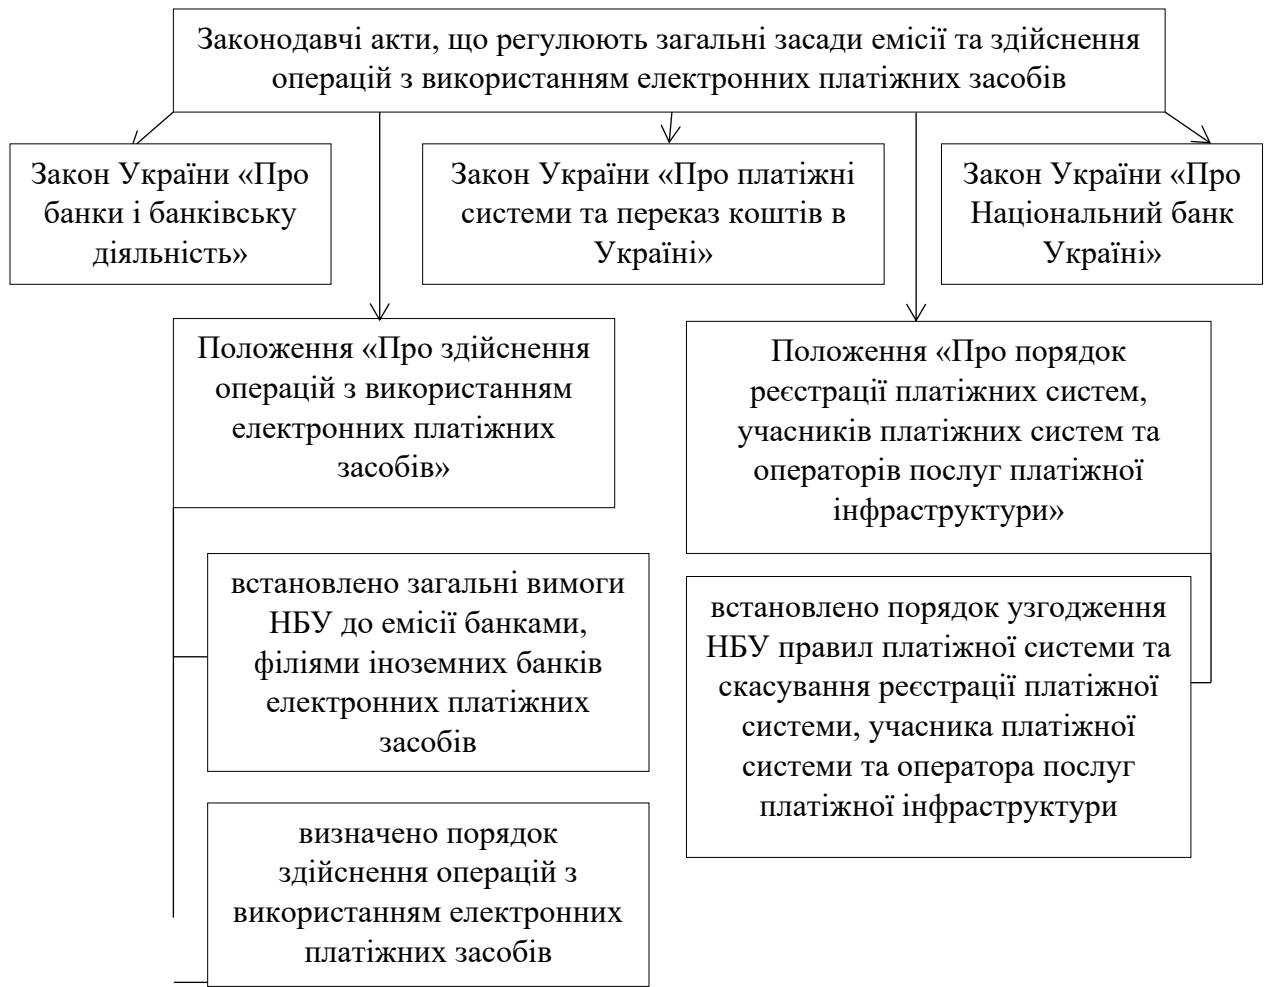 Законодавчі акти, що регулюють загальні засади емісії та здійснення
операцій з використанням електронних платіжних засобів
Закон України «Про
банки і банківську
діяльність»
Закон України «Про платіжні
системи та переказ коштів в
Україні»
Закон України «Про
Національний банк
Україні»
Положення «Про здійснення
операцій з використанням
електронних платіжних
засобів»
встановлено загальні вимоги
НБУ до емісії банками,
філіями іноземних банків
електронних платіжних
засобів
визначено порядок
здійснення операцій з
використанням електронних
платіжних засобів
Положення «Про порядок
реєстрації платіжних систем,
учасників платіжних систем та
операторів послуг платіжної
інфраструктури»
встановлено порядок узгодження
НБУ правил платіжної системи та
скасування реєстрації платіжної
системи, учасника платіжної
системи та оператора послуг
платіжної інфраструктури